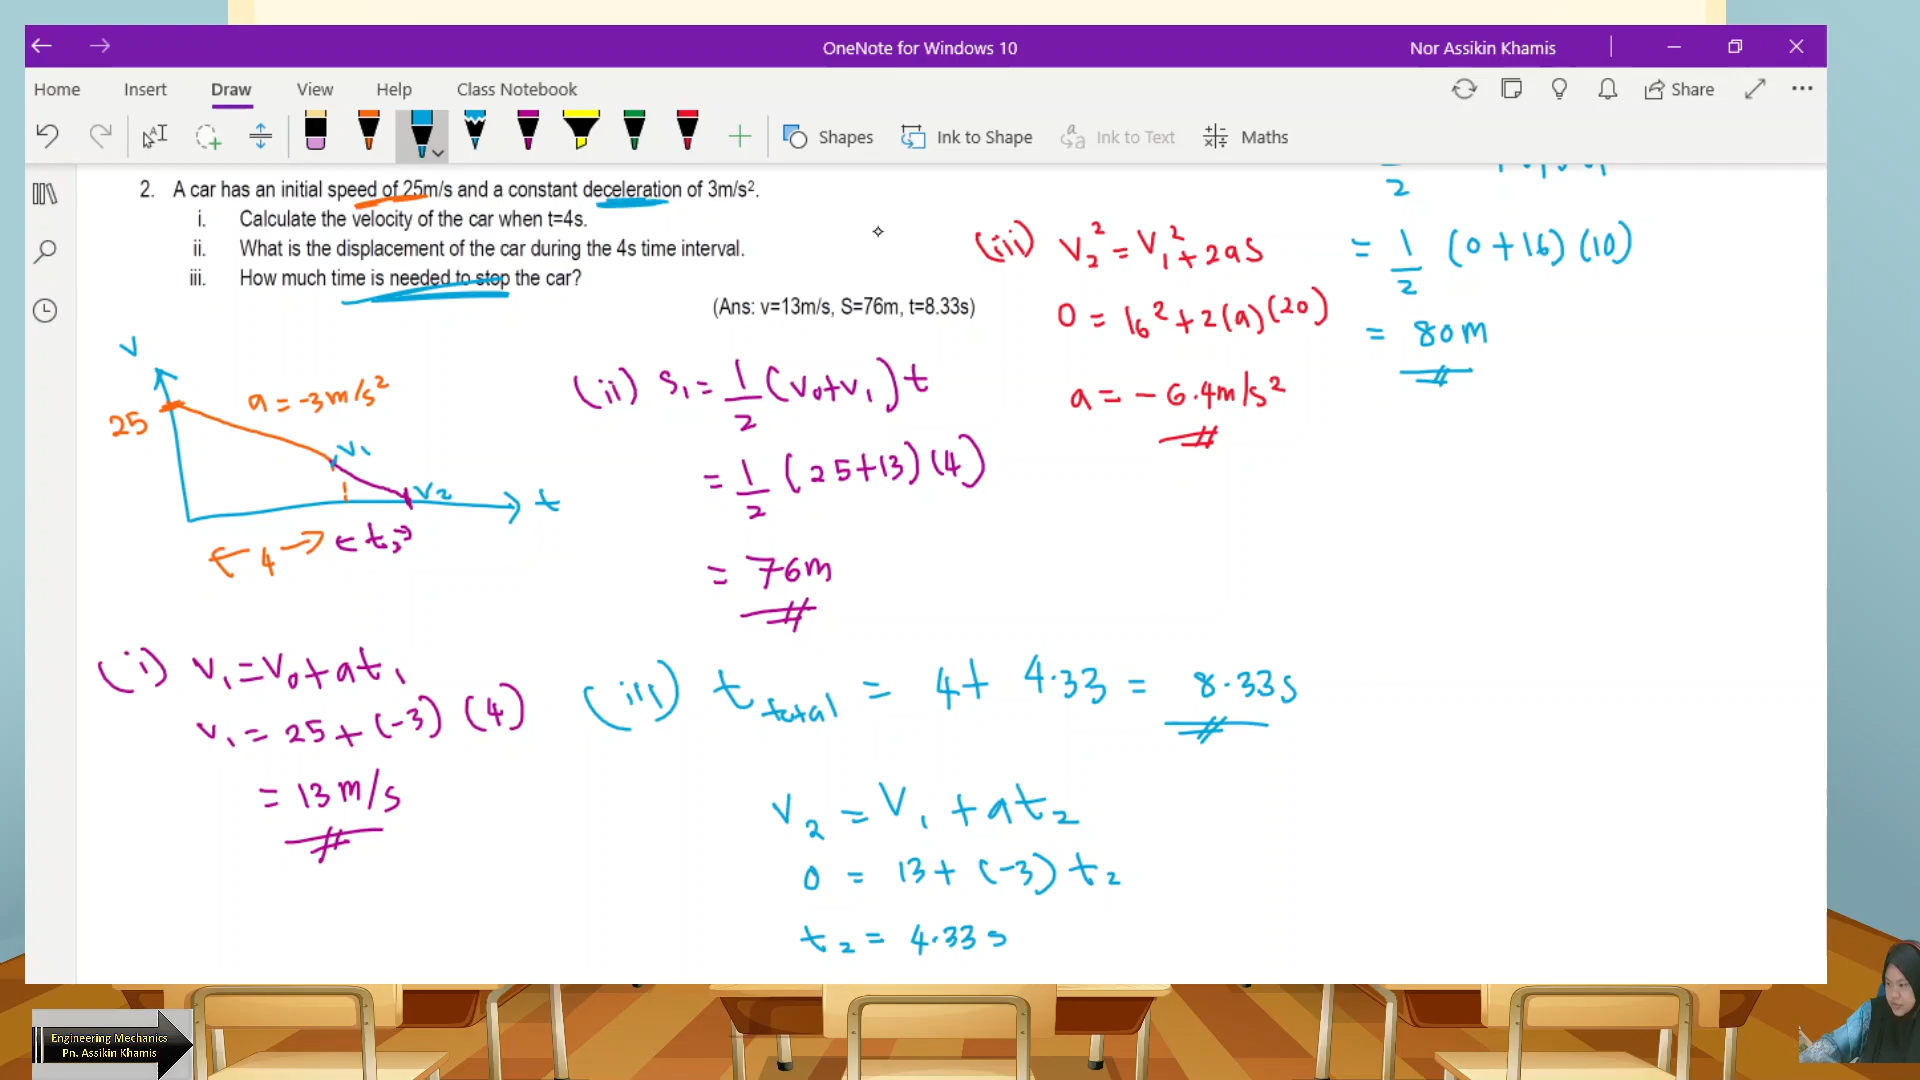 OneNote for Windows 10
Nor Assikin Khamis
Home Insert Draw View Help Class Notebook
Share
Shapes Ink to Shape Ink to Text Maths
2. A car has an initial speed of 25m/s and a constant deceleration of 3m/s².
i. Calculate the velocity of the car when t=4s.
ii. What is the displacement of the car during the 4s time interval.
iii. How much time is needed to stop the car?
(Ans: v=13m/s, S=76m, t=8.33s)
V
25
a = -3m/s²
V₁
V₂
t
4
(i) V₁ = V₀ + at₁
V₁ = 25 + (-3) (4)
= 13 m/s
(ii) S₁ = 1/2 (V₀+V₁) t
= 1/2 (25+13) (4)
= 76m
(iii) t total = 4 + 4.33 = 8.33s
V₂ = V₁ + at₂
0 = 13 + (-3) t₂
t₂ = 4.33 s
(iii) V₂² = V₁² + 2aS
0 = 16² + 2(a)(20)
a = - 6.4m/s²
2
= 1/2 (0 + 16) (10)
= 80m
Engineering Mechanics
Pn. Assikin Khamis